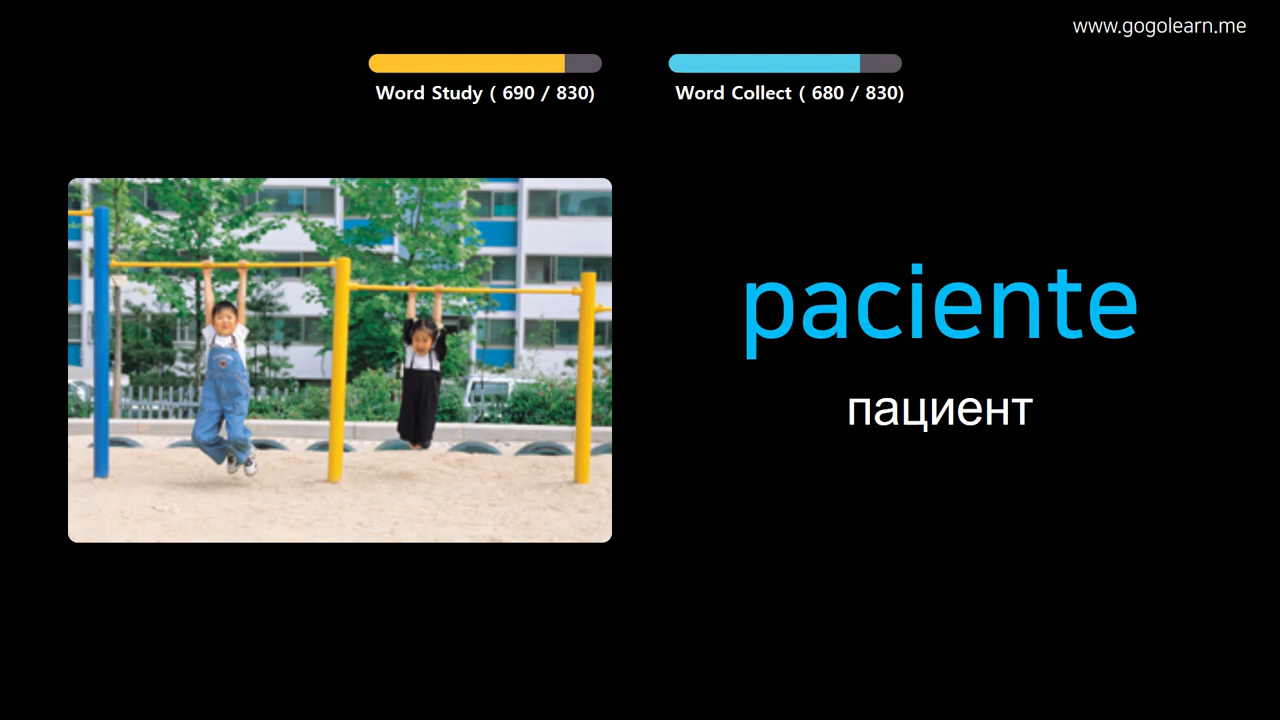 www.gogolearn.me
Word Study ( 690 / 830)
Word Collect ( 680 / 830)
paciente
пациент